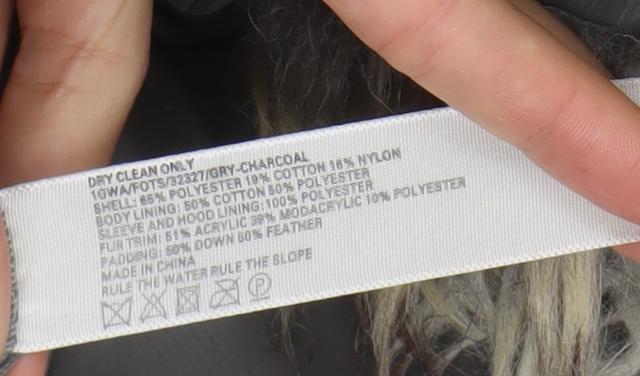 DRY CLEAN ONLY
1GWA/FOTS/32327/GRY-CHARCOAL
SHELL: 65% POLYESTER 19% COTTON 16% NYLON
BODY LINING: 50% COTTON 50% POLYESTER
SLEEVE AND HOOD LINING:100% POLYESTER
FUR TRIM: 51% ACRYLIC 39% MODACRYLIC 10% POLYESTER
PADDING: 50% DOWN 50% FEATHER
MADE IN CHINA
RULE THE WATER RULE THE SLOPE
P